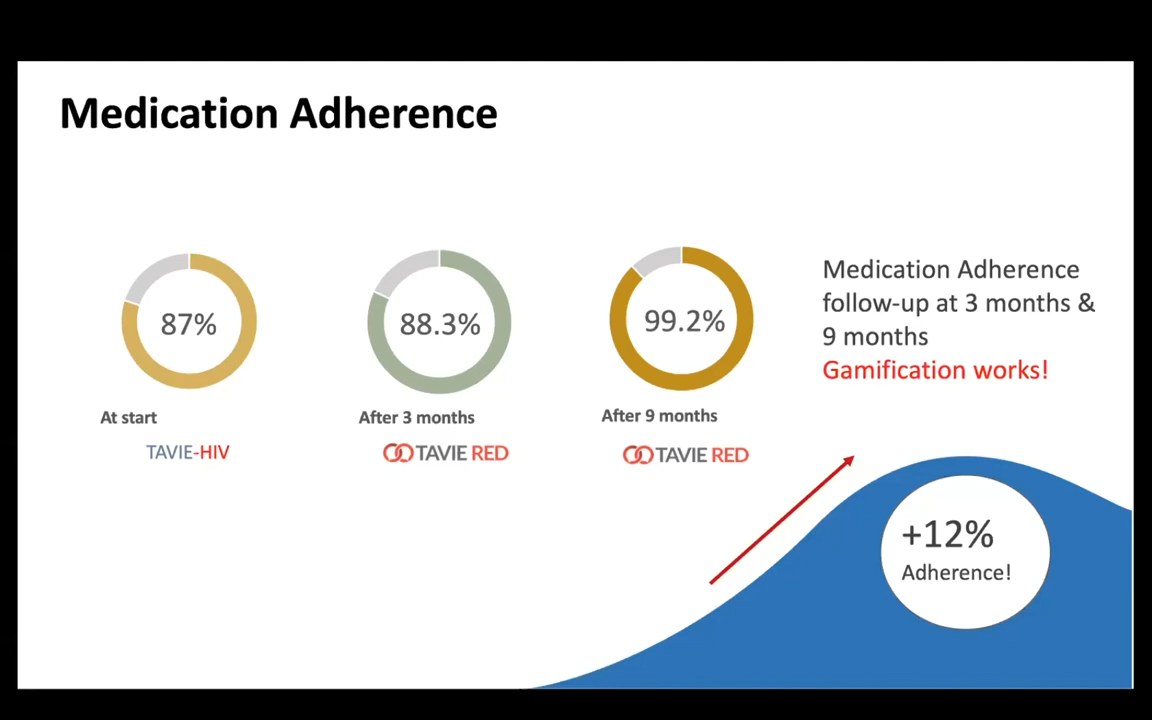 Medication Adherence
87%
88.3%
99.2%
At start
After 3 months
After 9 months
TAVIE-HIV
TAVIE RED
TAVIE RED
Medication Adherence
follow-up at 3 months &
9 months
Gamification works!
+12%
Adherence!